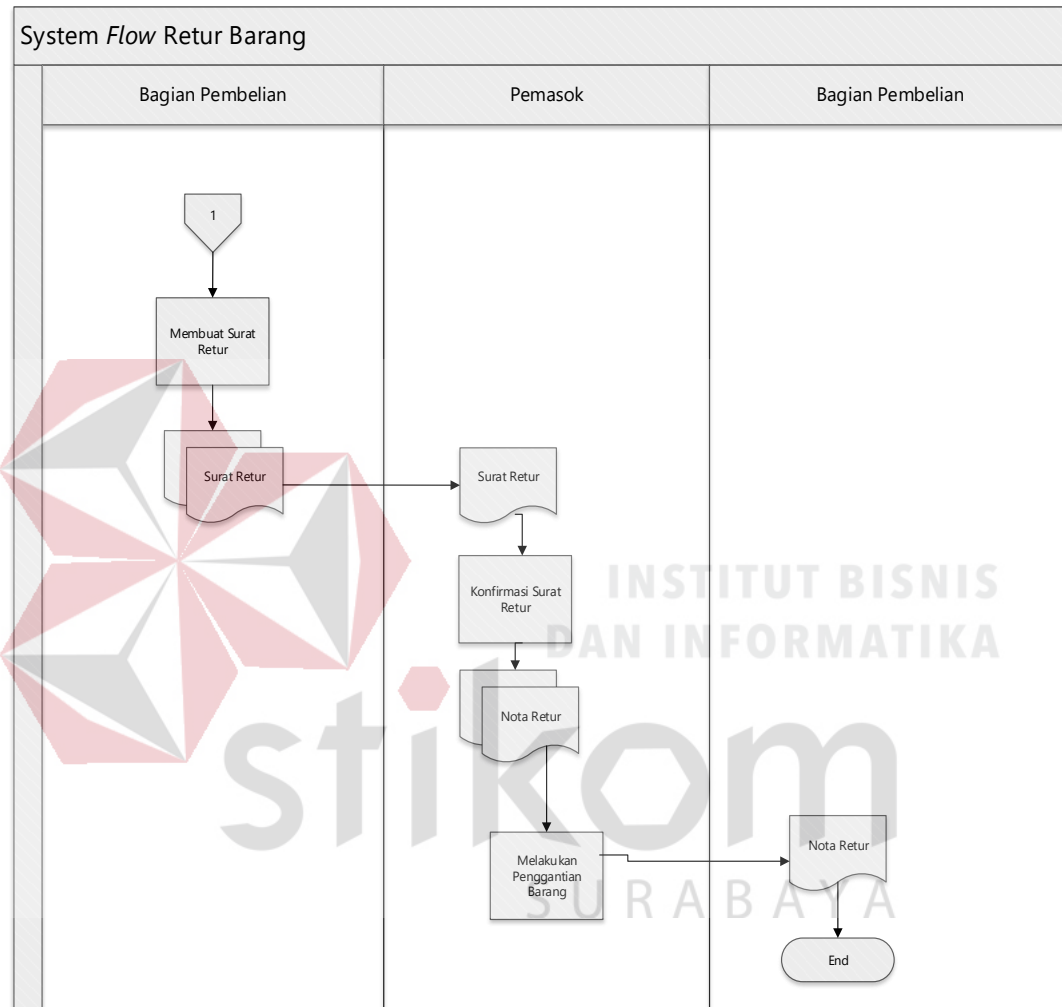 System Flow Retur Barang
Bagian Pembelian
Pemasok
Bagian Pembelian
1
Membuat Surat
Retur
Surat Retur
Surat Retur
Konfirmasi Surat
Retur
Nota Retur
Melakukan
Penggantian
Barang
Nota Retur
End
INSTITUT BISNIS
DAN INFORMATIKA
stikom
SURABAYA